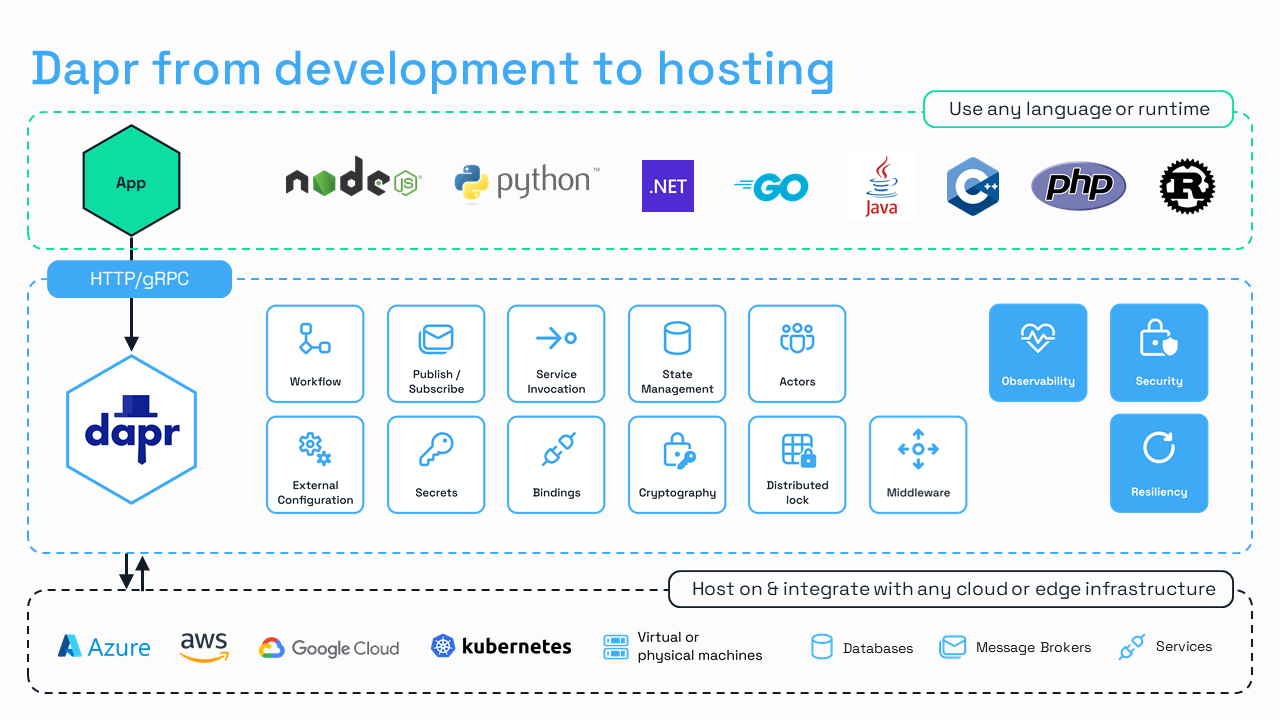 Dapr from development to hosting
Use any language or runtime
App
node
JS
python™
.NET
GO
Java
C++
php
R
HTTP/gRPC
dapr
Workflow
Publish /
Subscribe
Service
Invocation
State
Management
Actors
Observability
Security
External
Configuration
Secrets
Bindings
Cryptography
Distributed
lock
Middleware
Resiliency
Host on & integrate with any cloud or edge infrastructure
Azure
aws
Google Cloud
kubernetes
Virtual or
physical machines
Databases
Message Brokers
Services